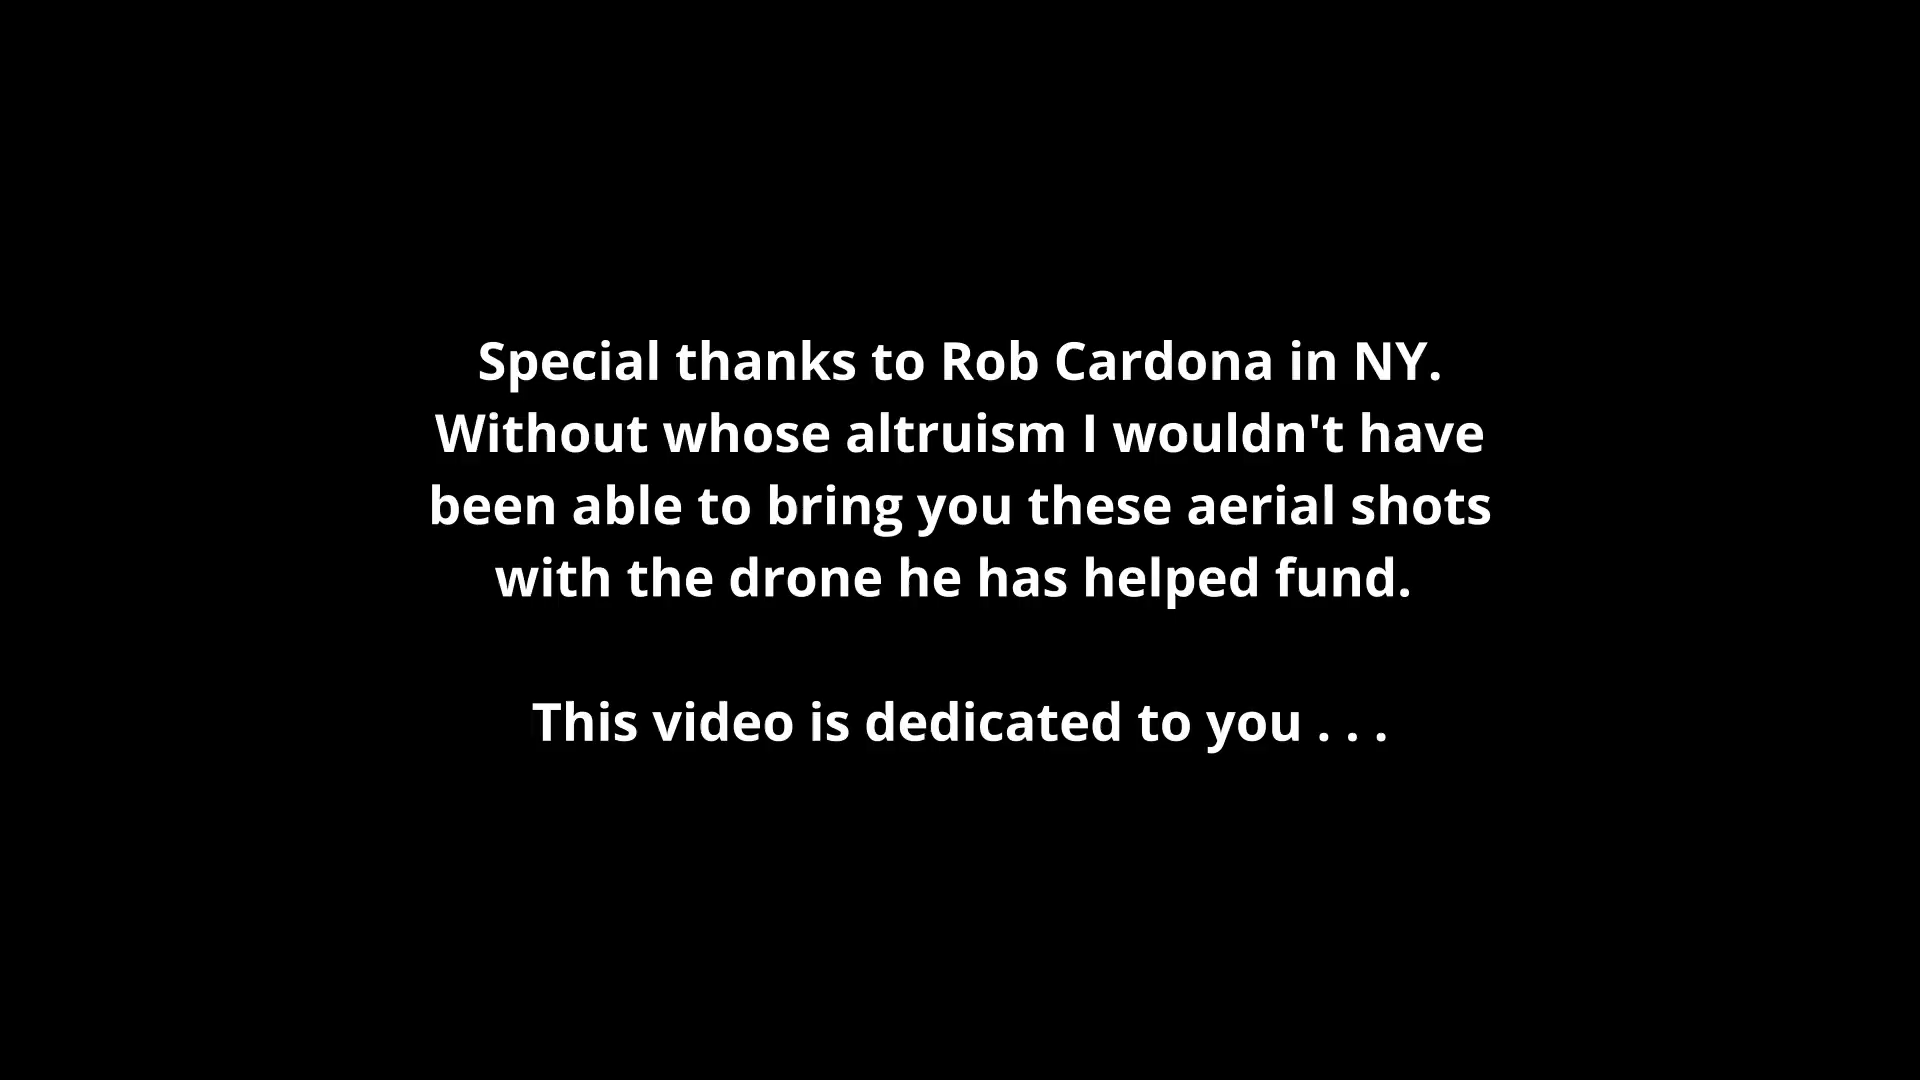 Special thanks to Rob Cardona in NY.
Without whose altruism I wouldn't have
been able to bring you these aerial shots
with the drone he has helped fund.
This video is dedicated to you . . .